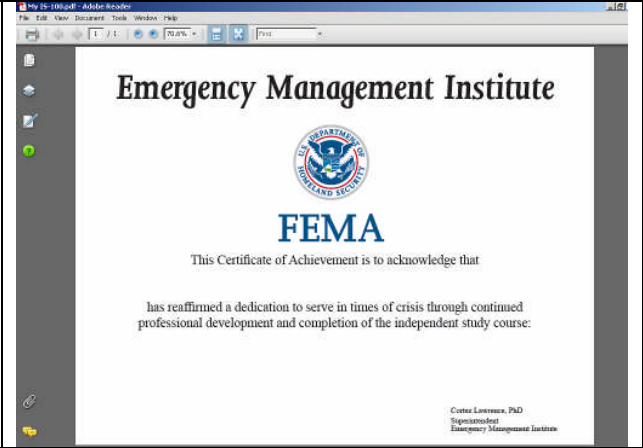 My IS-100.pdf - Adobe Reader
File Edit View Document Tools Window Help
1 / 1 70.6% Find
Emergency Management Institute
U.S. DEPARTMENT OF HOMELAND SECURITY
FEMA
This Certificate of Achievement is to acknowledge that
has reaffirmed a dedication to serve in times of crisis through continued
professional development and completion of the independent study course:
Cortez Lawrence, PhD
Superintendent
Emergency Management Institute